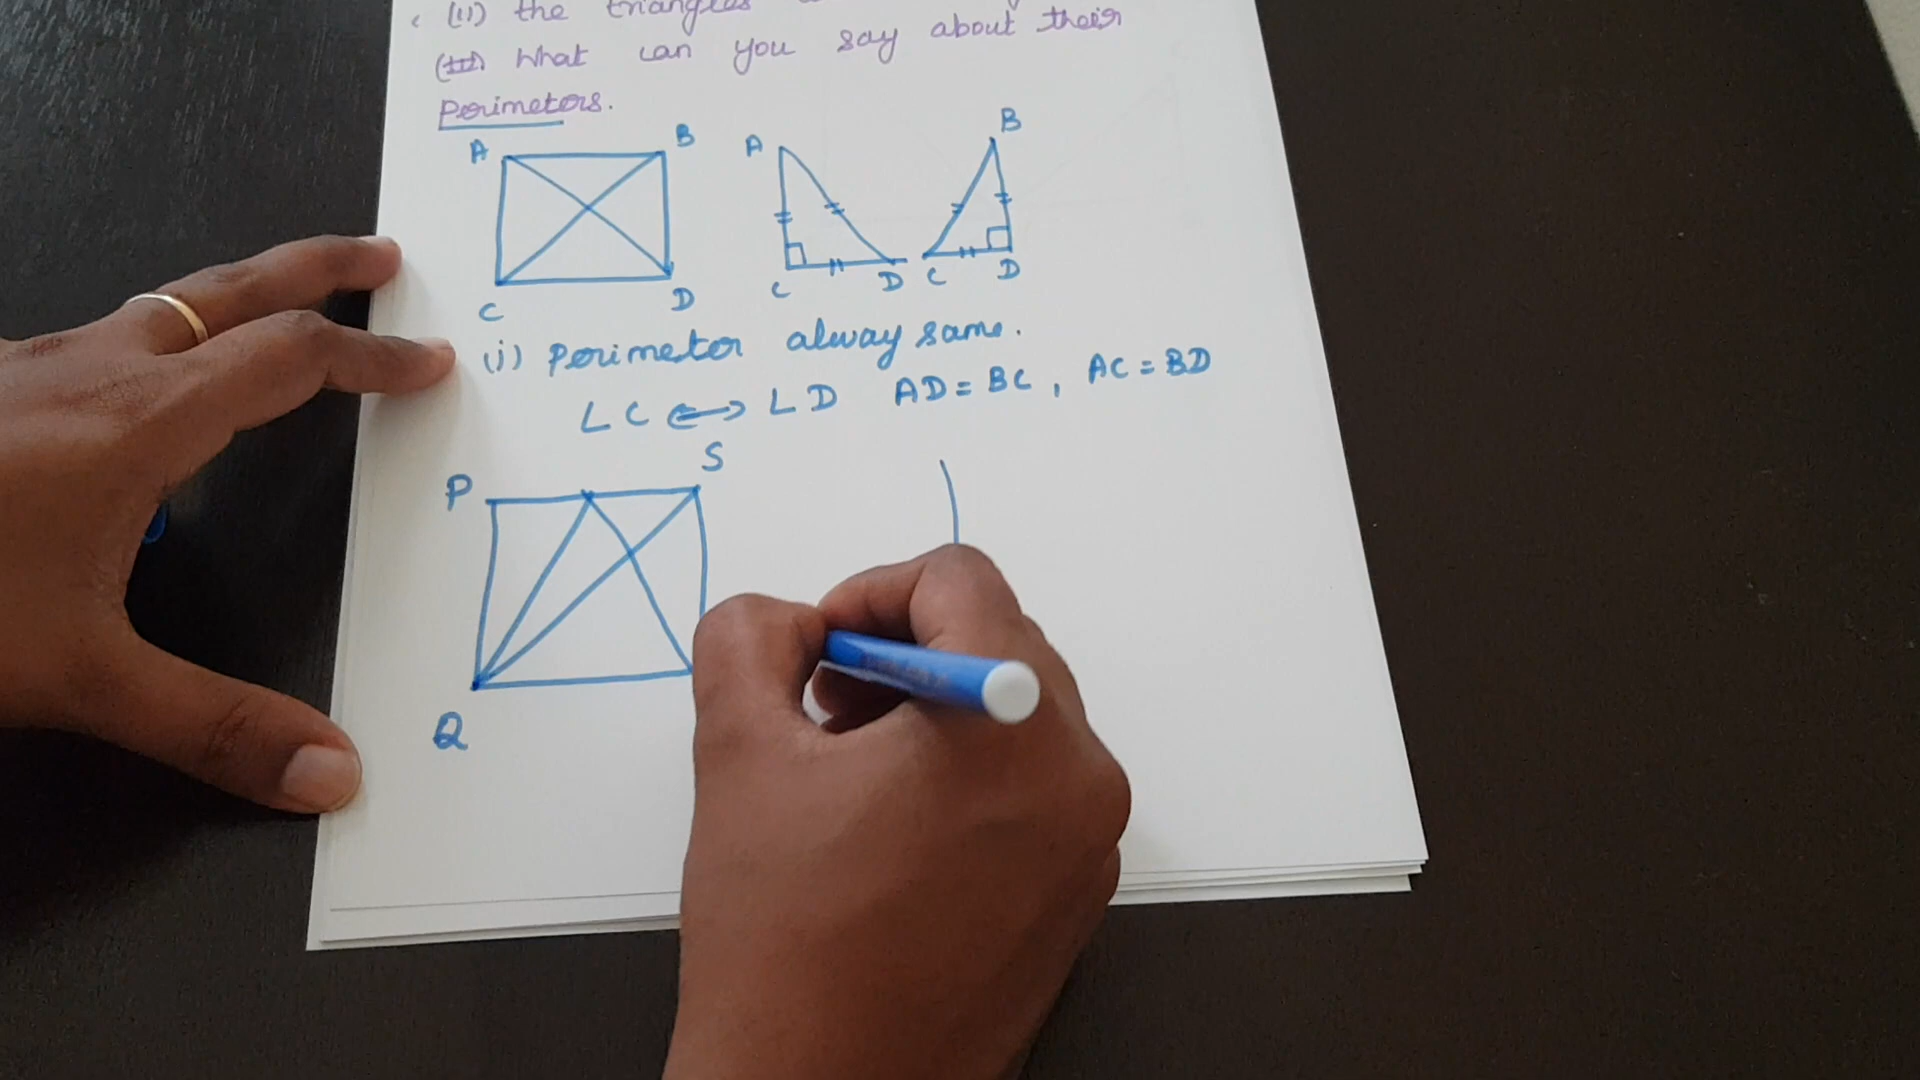 (ii) the triangles
(iii) What can you say about their
perimeters.
A B A B
C D C D C D
(i) perimeter alway same.
∟C ⟷ ∟D AD = BC , AC = BD
P S
Q